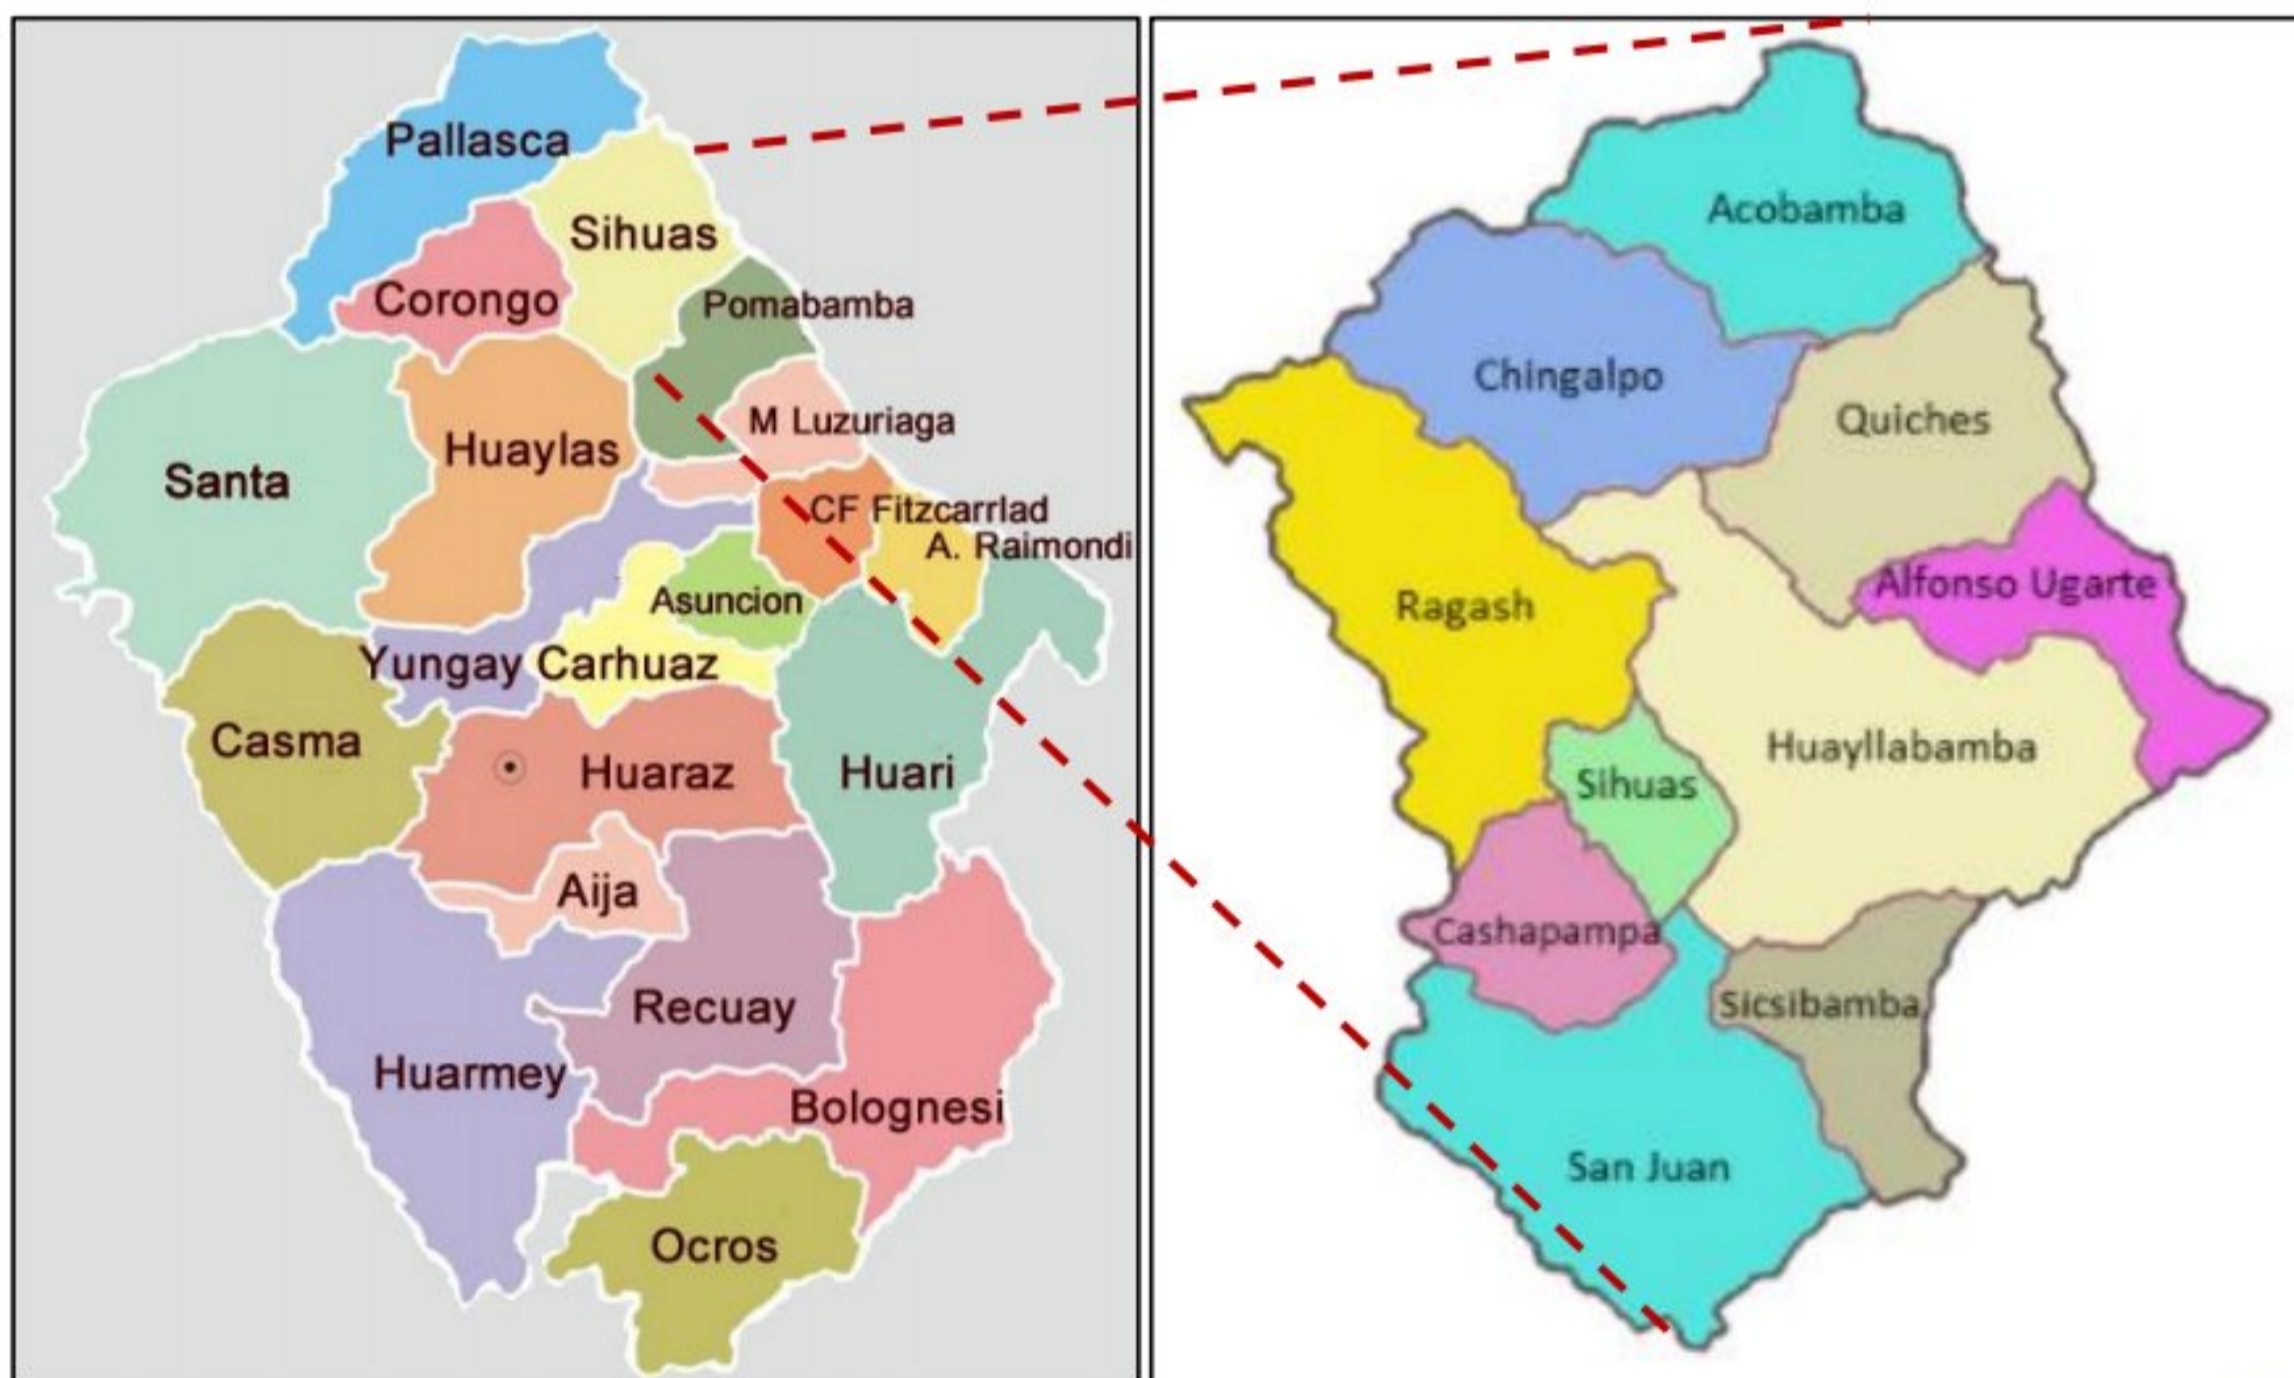 Pallasca
Sihuas
Corongo
Pomabamba
M Luzuriaga
Huaylas
Santa
CF Fitzcarrlad
A. Raimondi
Asuncion
Yungay
Carhuaz
Casma
Huaraz
Huari
Aija
Recuay
Huarmey
Bolognesi
Ocros
Acobamba
Chingalpo
Quiches
Alfonso Ugarte
Ragash
Huayllabamba
Sihuas
Cashapampa
Sicsibamba
San Juan